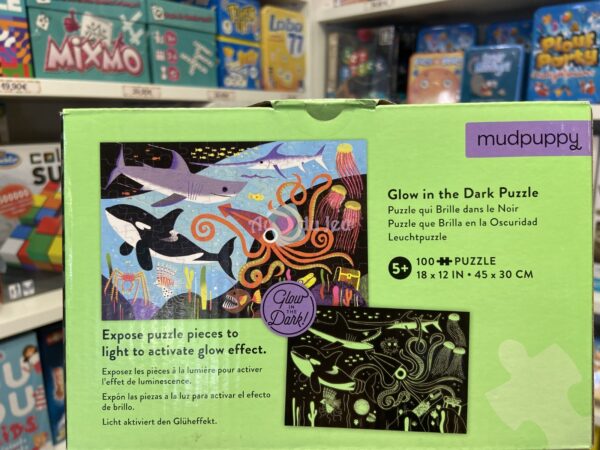 MIXMO
Lobo
77
Plouf
Party
19,90€
mudpuppy
Glow in the Dark Puzzle
Puzzle qui Brille dans le Noir
Puzzle que Brilla en la Oscuridad
Leuchtpuzzle
5+
100 PUZZLE
18 x 12 IN • 45 x 30 CM
Glow
IN THE
Dark!
Expose puzzle pieces to
light to activate glow effect.
Exposez les pièces à la lumière pour activer
l'effet de luminescence.
Expón las piezas a la luz para activar el efecto
de brillo.
Licht aktiviert den Glüheffekt.